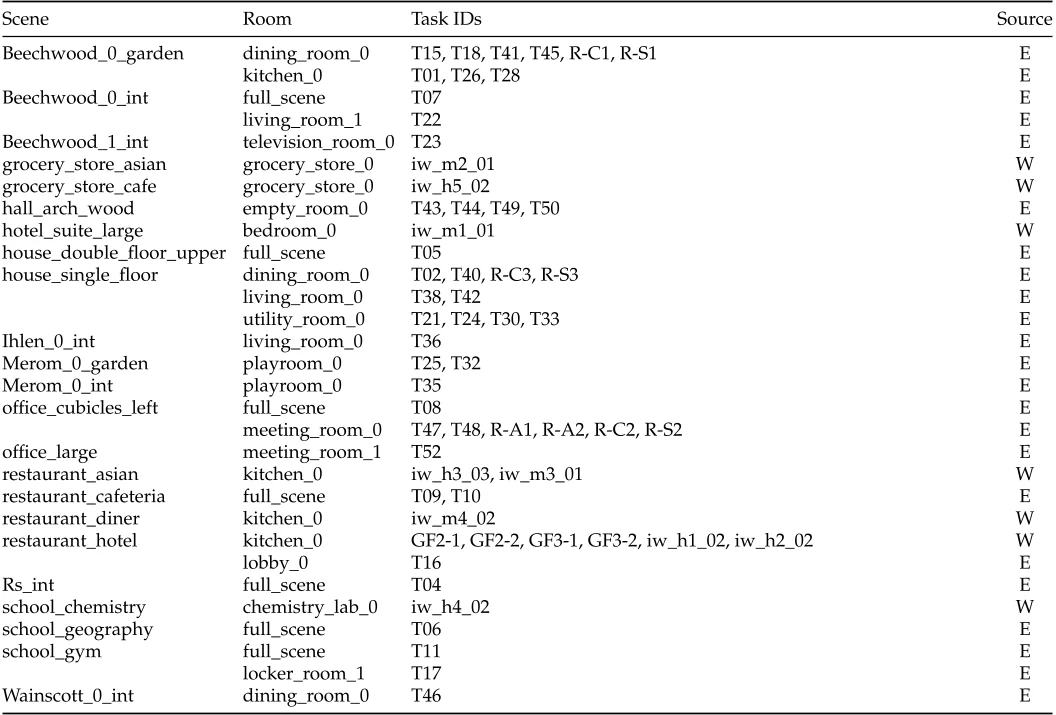 Scene Room Task IDs Source
Beechwood_0_garden dining_room_0 T15, T18, T41, T45, R-C1, R-S1 E
kitchen_0 T01, T26, T28 E
Beechwood_0_int full_scene T07 E
living_room_1 T22 E
Beechwood_1_int television_room_0 T23 E
grocery_store_asian grocery_store_0 iw_m2_01 W
grocery_store_cafe grocery_store_0 iw_h5_02 W
hall_arch_wood empty_room_0 T43, T44, T49, T50 E
hotel_suite_large bedroom_0 iw_m1_01 W
house_double_floor_upper full_scene T05 E
house_single_floor dining_room_0 T02, T40, R-C3, R-S3 E
living_room_0 T38, T42 E
utility_room_0 T21, T24, T30, T33 E
Ihlen_0_int living_room_0 T36 E
Merom_0_garden playroom_0 T25, T32 E
Merom_0_int playroom_0 T35 E
office_cubicles_left full_scene T08 E
meeting_room_0 T47, T48, R-A1, R-A2, R-C2, R-S2 E
office_large meeting_room_1 T52 E
restaurant_asian kitchen_0 iw_h3_03, iw_m3_01 W
restaurant_cafeteria full_scene T09, T10 E
restaurant_diner kitchen_0 iw_m4_02 W
restaurant_hotel kitchen_0 GF2-1, GF2-2, GF3-1, GF3-2, iw_h1_02, iw_h2_02 W
lobby_0 T16 E
Rs_int full_scene T04 E
school_chemistry chemistry_lab_0 iw_h4_02 W
school_geography full_scene T06 E
school_gym full_scene T11 E
locker_room_1 T17 E
Wainscott_0_int dining_room_0 T46 E